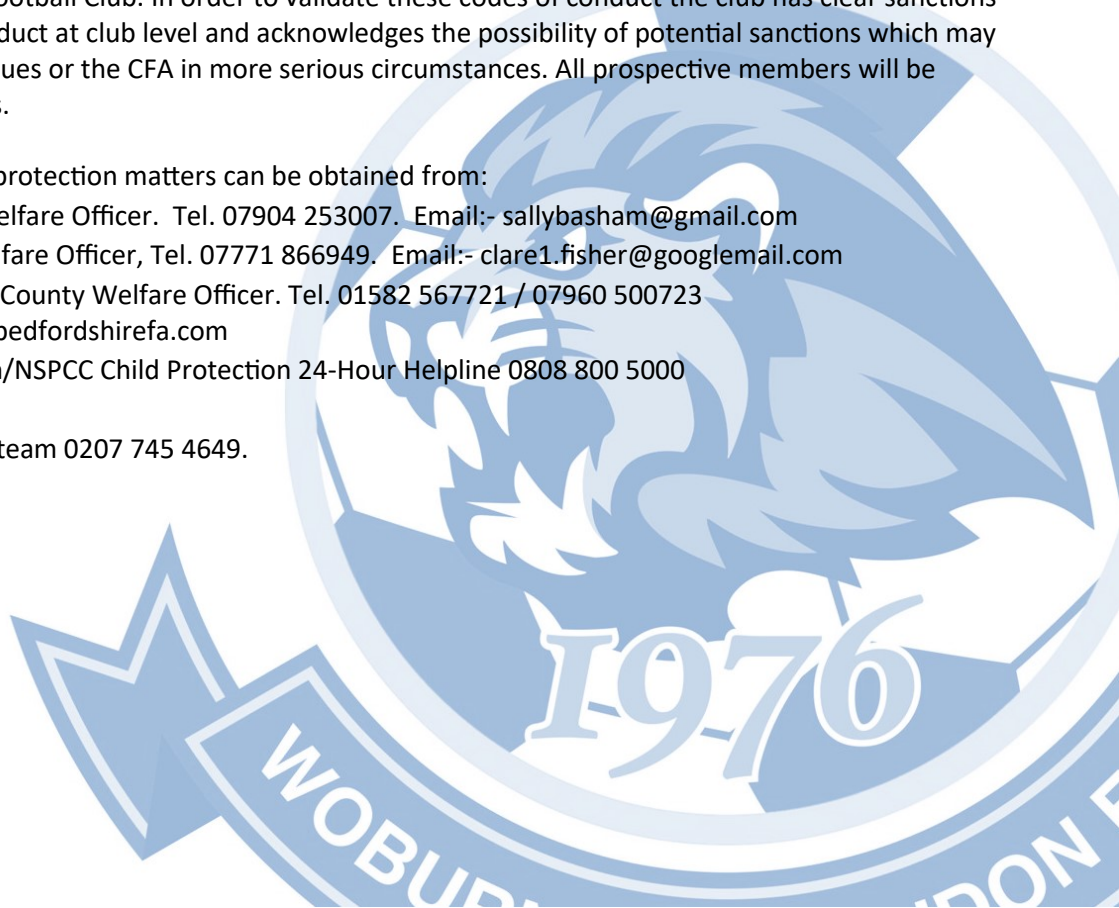 ootball Club. In order to validate these codes of conduct the club has clear sanctions
duct at club level and acknowledges the possibility of potential sanctions which may
ues or the CFA in more serious circumstances. All prospective members will be
s.
protection matters can be obtained from:
elfare Officer. Tel. 07904 253007. Email:- sallybasham@gmail.com
fare Officer, Tel. 07771 866949. Email:- clare1.fisher@googlemail.com
County Welfare Officer. Tel. 01582 567721 / 07960 500723
bedfordshirefa.com
/NSPCC Child Protection 24-Hour Helpline 0808 800 5000
team 0207 745 4649.
1976
WOBUR
DON